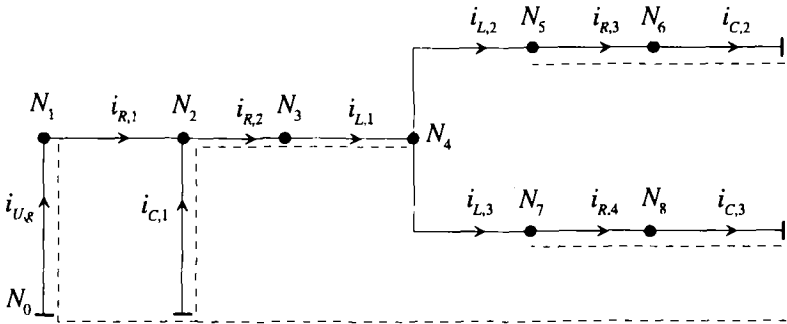 i_{L,2} N_5 i_{R,3} N_6 i_{C,2}
N_1 i_{R,1} N_2 i_{R,2} N_3 i_{L,1} N_4
i_{U,g} i_{C,1} i_{L,3} N_7 i_{R.4} N_8 i_{C,3}
N_0